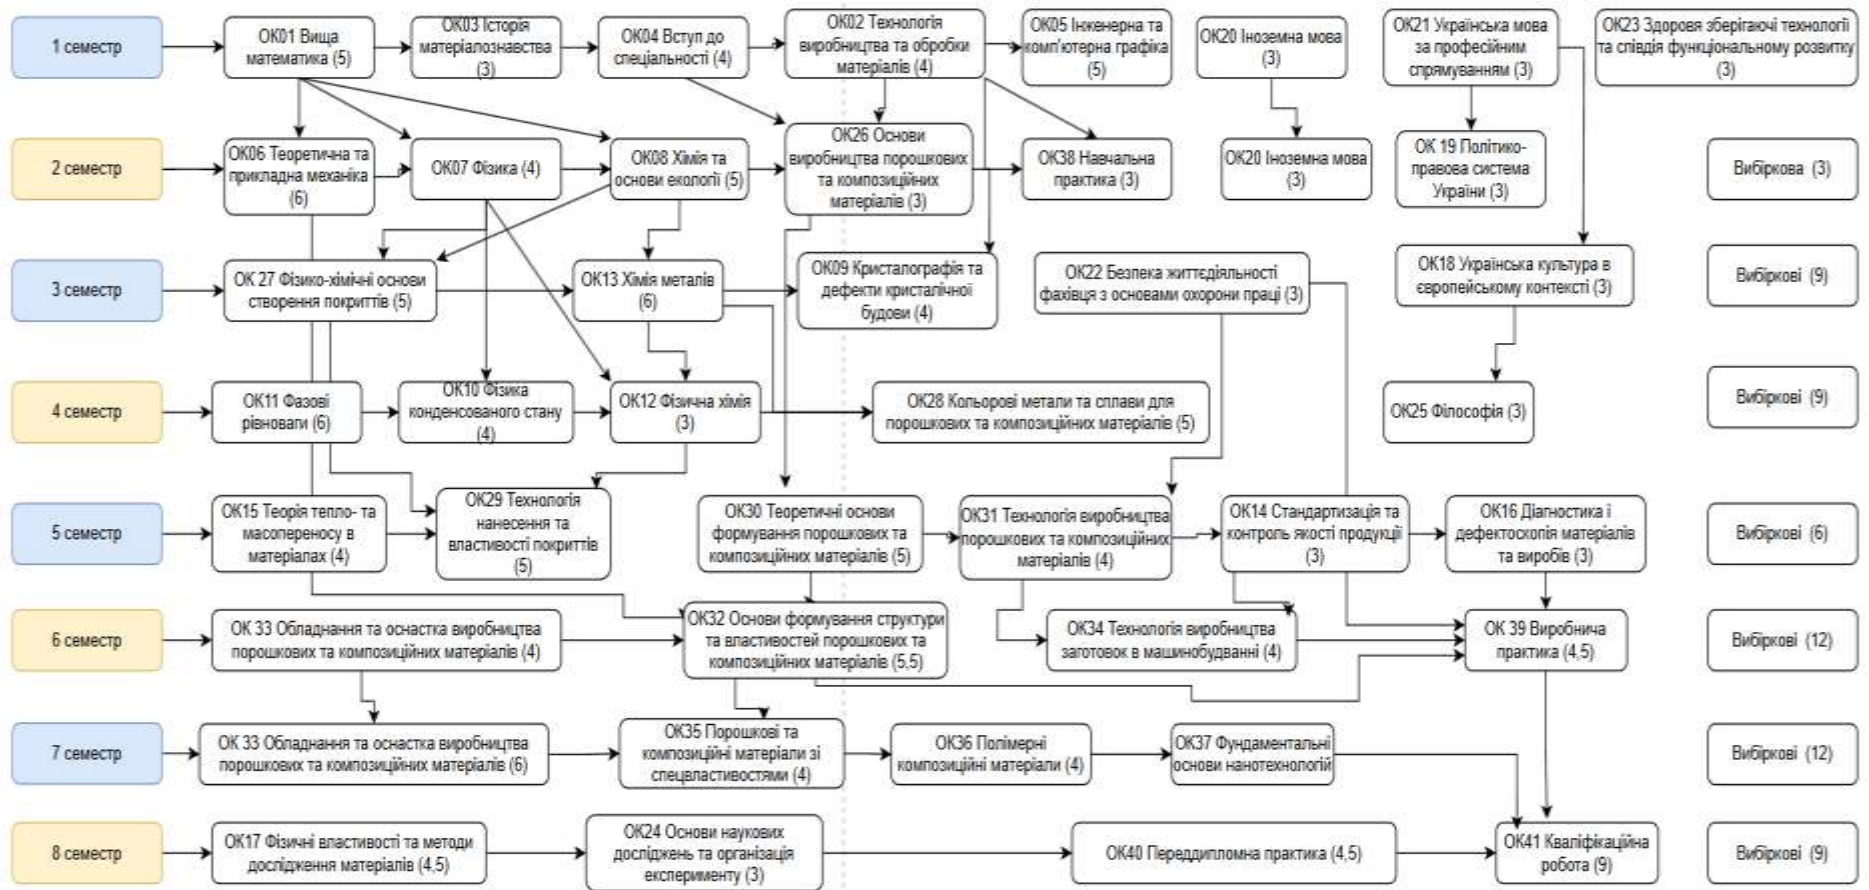 1 семестр
ОК01 Вища
математика (5)
ОК03 Історія
матеріалознавства
(3)
ОК04 Вступ до
спеціальності (4)
ОК02 Технологія
виробництва та обробки
матеріалів (4)
ОК05 Інженерна та
комп'ютерна графіка
(5)
ОК20 Іноземна мова
(3)
ОК21 Українська мова
за професійним
спрямуванням (3)
ОК23 Здоровя зберігаючі технології
та співдія функціональному розвитку
(3)
2 семестр
ОК06 Теоретична та
прикладна механіка
(6)
ОК07 Фізика (4)
ОК08 Хімія та
основи екології (5)
ОК26 Основи
виробництва порошкових
та композиційних
матеріалів (3)
ОК38 Навчальна
практика (3)
ОК20 Іноземна мова
(3)
ОК 19 Політико-
правова система
України (3)
Вибіркова (3)
3 семестр
ОК 27 Фізико-хімічні основи
створення покриттів (5)
ОК13 Хімія металів
(6)
ОК09 Кристалографія та
дефекти кристалічної
будови (4)
ОК22 Безпека життєдіяльності
фахівця з основами охорони праці (3)
ОК18 Українська культура в
європейському контексті (3)
Вибіркові (9)
4 семестр
ОК11 Фазові
рівноваги (6)
ОК10 Фізика
конденсованого стану
(4)
ОК12 Фізична хімія
(3)
ОК28 Кольорові метали та сплави для
порошкових та композиційних матеріалів (5)
ОК25 Філософія (3)
Вибіркові (9)
5 семестр
ОК15 Теорія тепло- та
масопереносу в
матеріалах (4)
ОК29 Технологія
нанесення та
властивості покриттів
(5)
ОК30 Теоретичні основи
формування порошкових та
композиційних матеріалів (5)
ОК31 Технологія виробництва
порошкових та композиційних
матеріалів (4)
ОК14 Стандартизація та
контроль якості продукції
(3)
ОК16 Діагностика і
дефектоскопія матеріалів
та виробів (3)
Вибіркові (6)
6 семестр
ОК 33 Обладнання та оснастка виробництва
порошкових та композиційних матеріалів (4)
ОК32 Основи формування структури
та властивостей порошкових та
композиційних матеріалів (5,5)
ОК34 Технологія виробництва
заготовок в машинобудванні (4)
ОК 39 Виробнича
практика (4,5)
Вибіркові (12)
7 семестр
ОК 33 Обладнання та оснастка виробництва
порошкових та композиційних матеріалів (6)
ОК35 Порошкові та
композиційні матеріали зі
спецвластивостями (4)
ОК36 Полімерні
композиційні матеріали (4)
ОК37 Фундаментальні
основи нанотехнологій
Вибіркові (12)
8 семестр
ОК17 Фізичні властивості та методи
дослідження матеріалів (4,5)
ОК24 Основи наукових
досліджень та організація
експерименту (3)
ОК40 Переддипломна практика (4,5)
ОК41 Кваліфікаційна
робота (9)
Вибіркові (9)